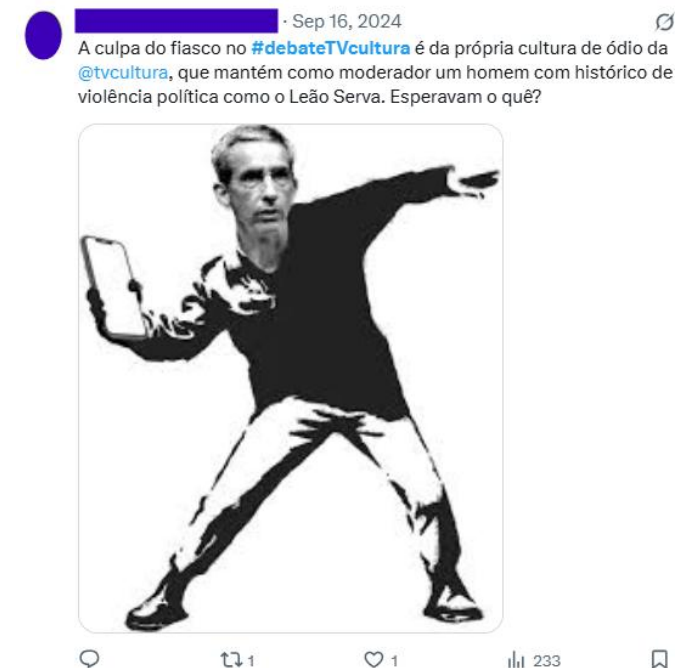 · Sep 16, 2024
A culpa do fiasco no #debateTVcultura é da própria cultura de ódio da
@tvcultura, que mantém como moderador um homem com histórico de
violência política como o Leão Serva. Esperavam o quê?
1
1
233